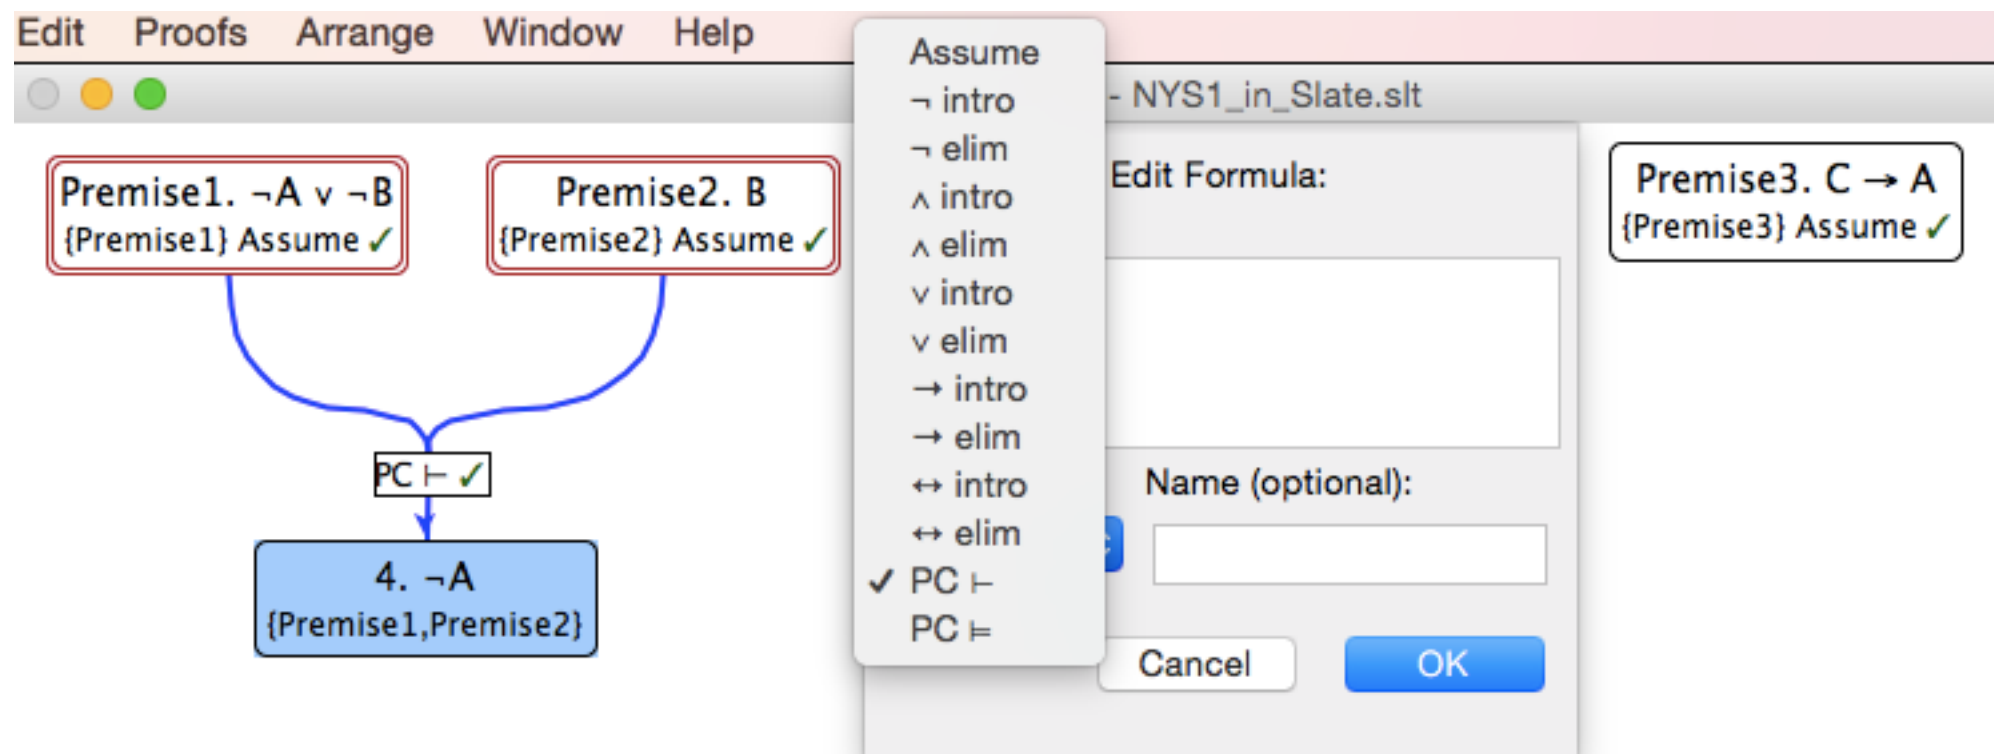 Edit Proofs Arrange Window Help
- NYS1_in_Slate.slt
Premise1. ¬A ∨ ¬B
{Premise1} Assume ✓
Premise2. B
{Premise2} Assume ✓
PC ⊢ ✓
4. ¬A
{Premise1,Premise2}
Assume
¬ intro
¬ elim
∧ intro
∧ elim
∨ intro
∨ elim
→ intro
→ elim
↔ intro
↔ elim
✓ PC ⊢
PC ⊨
Edit Formula:
Name (optional):
Cancel OK
Premise3. C → A
{Premise3} Assume ✓